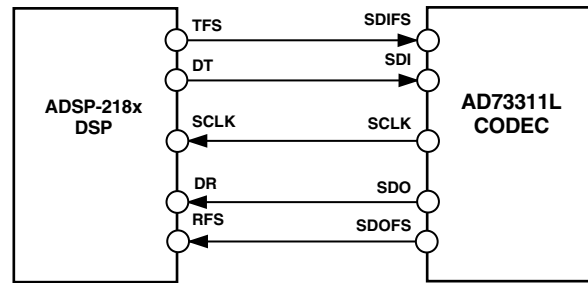 TFS
SDIFS
DT
SDI
ADSP-218x
DSP
AD73311L
CODEC
SCLK
SCLK
DR
SDO
RFS
SDOFS